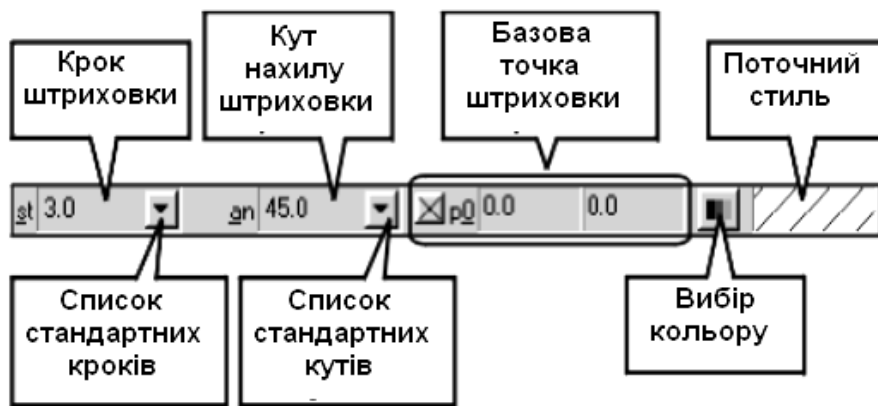 Крок
штриховки
Кут
нахилу
штриховки
Базова
точка
штриховки
Поточний
стиль
st 3.0 an 45.0 p0 0.0 0.0
Список
стандартних
кроків
Список
стандартних
кутів
Вибір
кольору